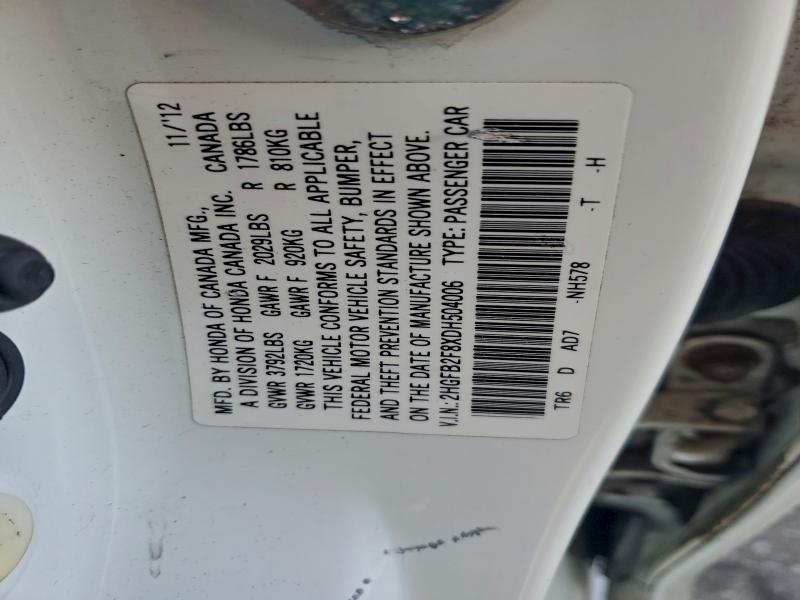 MFD. BY HONDA OF CANADA MFG., 11/'12
A DIVISION OF HONDA CANADA INC. CANADA
GVWR 3792LBS GAWR F 2029LBS R 1786LBS
GVWR 1720KG GAWR F 920KG R 810KG
THIS VEHICLE CONFORMS TO ALL APPLICABLE
FEDERAL MOTOR VEHICLE SAFETY, BUMPER,
AND THEFT PREVENTION STANDARDS IN EFFECT
ON THE DATE OF MANUFACTURE SHOWN ABOVE.
V.I.N.: 2HGFB2F8XDH504006 TYPE: PASSENGER CAR
TR6 D AD7 -NH578 -T -H